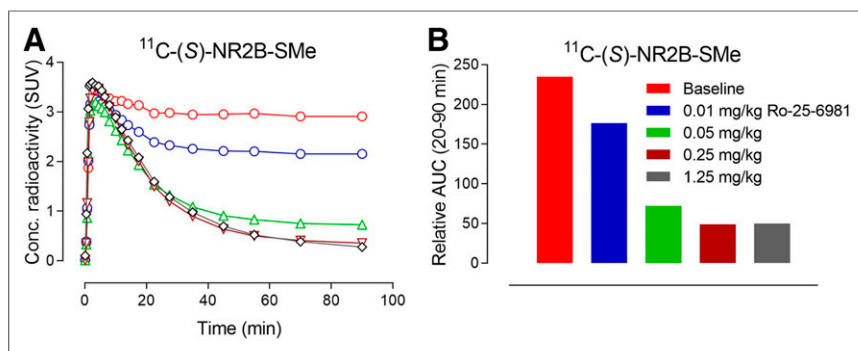 A
¹¹C-(S)-NR2B-SMe
Conc. radioactivity (SUV)
4
3
2
1
0
0 20 40 60 80 100
Time (min)
B
¹¹C-(S)-NR2B-SMe
Relative AUC (20-90 min)
250
200
150
100
50
0
Baseline
0.01 mg/kg Ro-25-6981
0.05 mg/kg
0.25 mg/kg
1.25 mg/kg